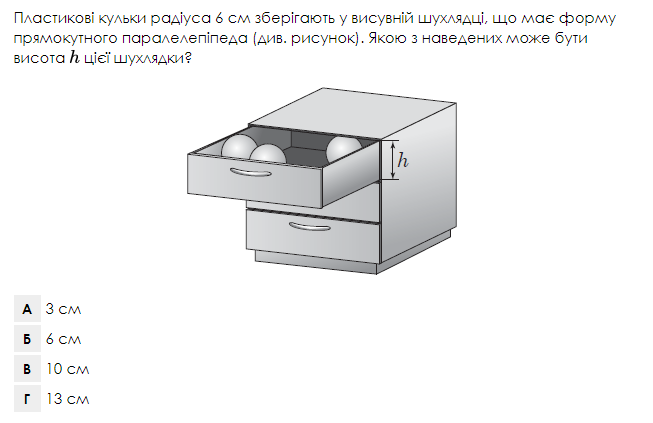 Пластикові кульки радіуса 6 см зберігають у висувній шухлядці, що має форму
прямокутного паралелепіпеда (див. рисунок). Якою з наведених може бути
висота h цієї шухлядки?
h
А 3 см
Б 6 см
В 10 см
Г 13 см